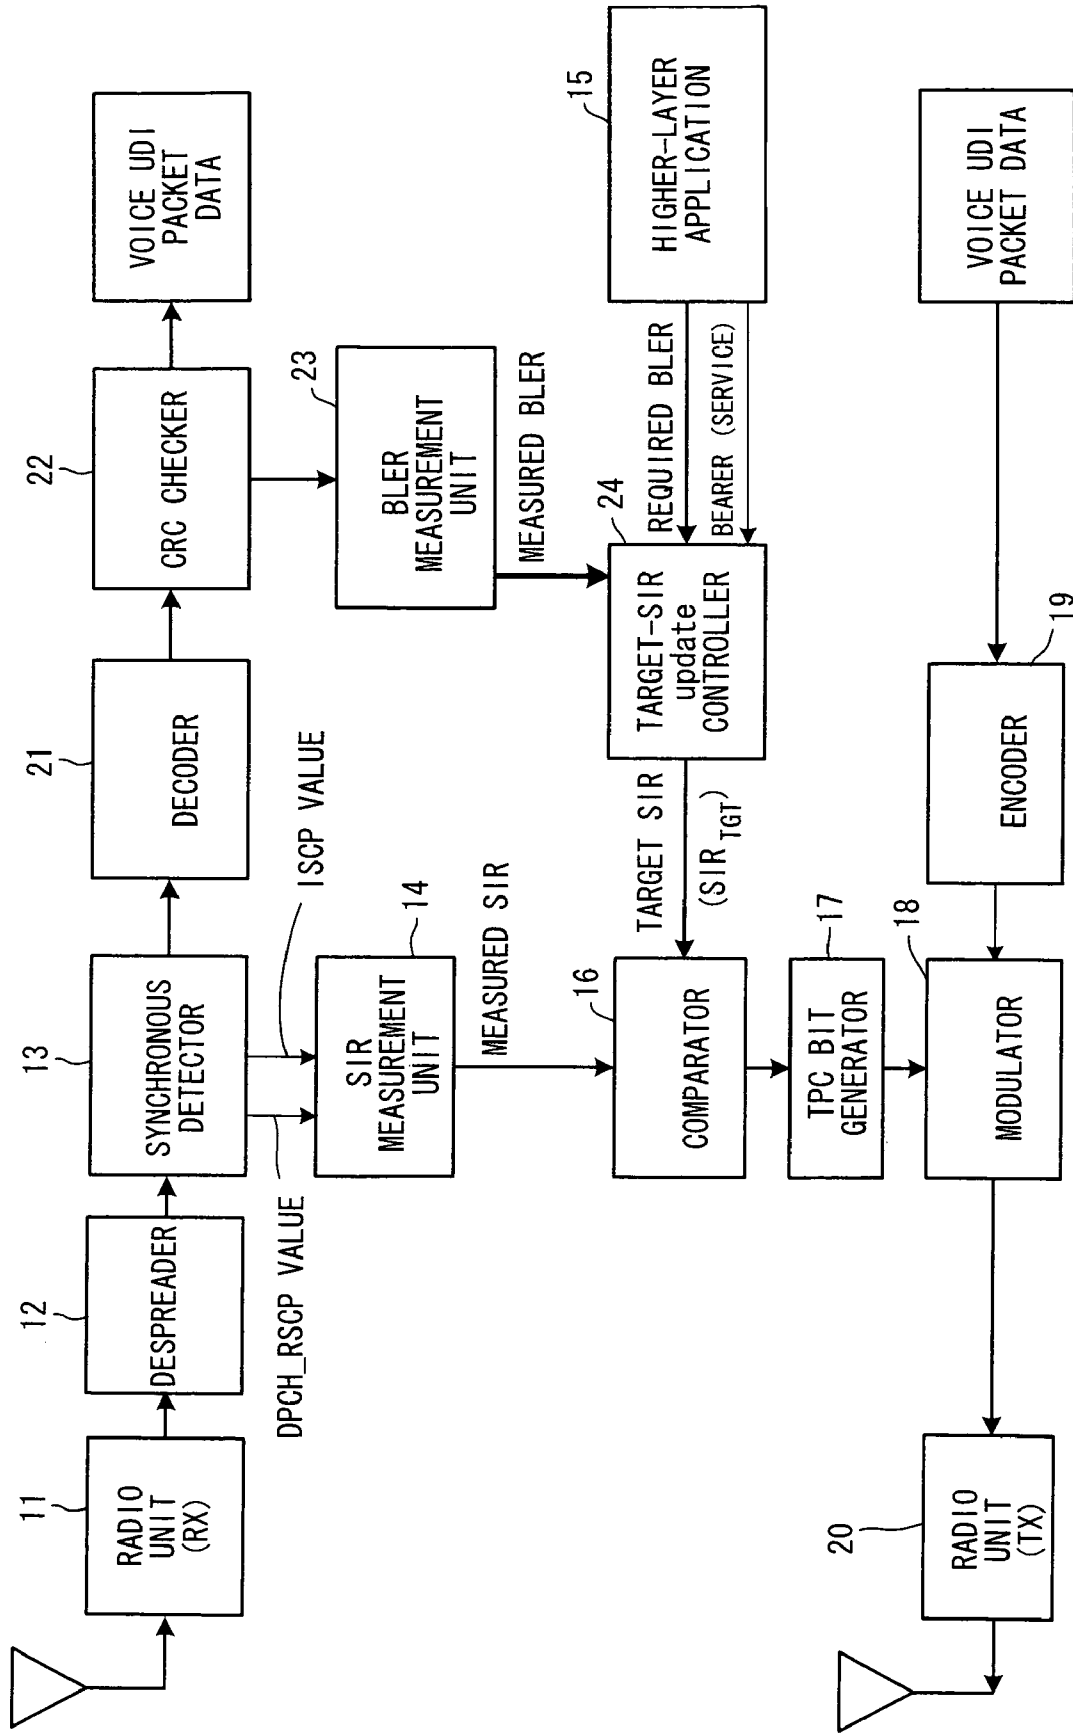 11
RADIO
UNIT
(RX)
12
DESPREADER
13
SYNCHRONOUS
DETECTOR
21
DECODER
22
CRC CHECKER
VOICE UDI
PACKET
DATA
DPCH_RSCP VALUE
ISCP VALUE
14
SIR
MEASUREMENT
UNIT
23
BLER
MEASUREMENT
UNIT
MEASURED SIR
MEASURED BLER
16
COMPARATOR
TARGET SIR
(SIR TGT)
24
TARGET-SIR
update
CONTROLLER
REQUIRED BLER
BEARER (SERVICE)
15
HIGHER-LAYER
APPLICATION
17
TPC BIT
GENERATOR
20
RADIO
UNIT
(TX)
18
MODULATOR
19
ENCODER
VOICE UDI
PACKET DATA